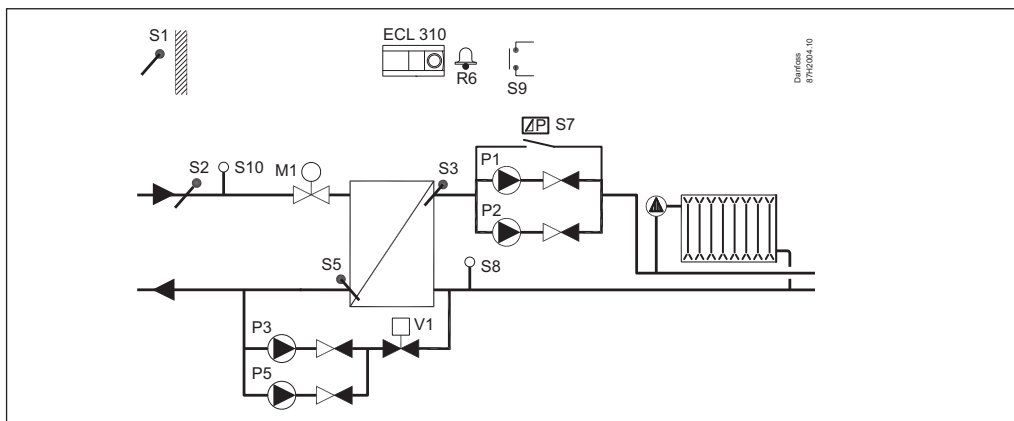 S1
ECL 310
R6
S9
Danfoss
87H2004.10
⊿P S7
S2
S10
M1
S3
P1
P2
S5
S8
P3
V1
P5